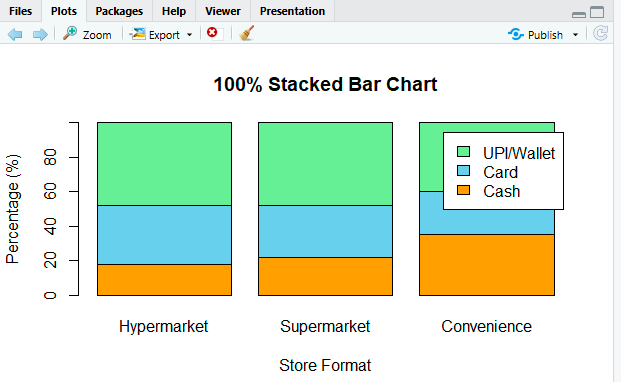 Files Plots Packages Help Viewer Presentation
Zoom Export Publish
100% Stacked Bar Chart
Percentage (%)
80
60
40
20
0
UPI/Wallet
Card
Cash
Hypermarket Supermarket Convenience
Store Format